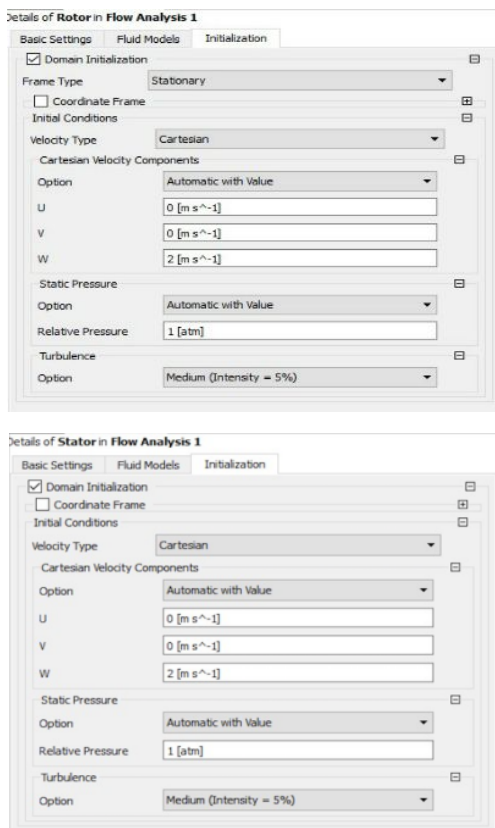 Details of Rotor in Flow Analysis 1
Basic Settings Fluid Models Initialization
Domain Initialization
Frame Type Stationary
Coordinate Frame
Initial Conditions
Velocity Type Cartesian
Cartesian Velocity Components
Option Automatic with Value
U 0 [m s^-1]
V 0 [m s^-1]
W 2 [m s^-1]
Static Pressure
Option Automatic with Value
Relative Pressure 1 [atm]
Turbulence
Option Medium (Intensity = 5%)
Details of Stator in Flow Analysis 1
Basic Settings Fluid Models Initialization
Domain Initialization
Coordinate Frame
Initial Conditions
Velocity Type Cartesian
Cartesian Velocity Components
Option Automatic with Value
U 0 [m s^-1]
V 0 [m s^-1]
W 2 [m s^-1]
Static Pressure
Option Automatic with Value
Relative Pressure 1 [atm]
Turbulence
Option Medium (Intensity = 5%)